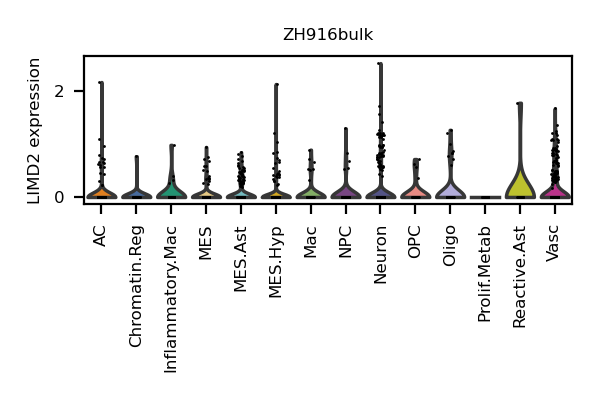 ZH916bulk
LIMD2 expression
2
0
AC
Chromatin.Reg
Inflammatory.Mac
MES
MES.Ast
MES.Hyp
Mac
NPC
Neuron
OPC
Oligo
Prolif.Metab
Reactive.Ast
Vasc